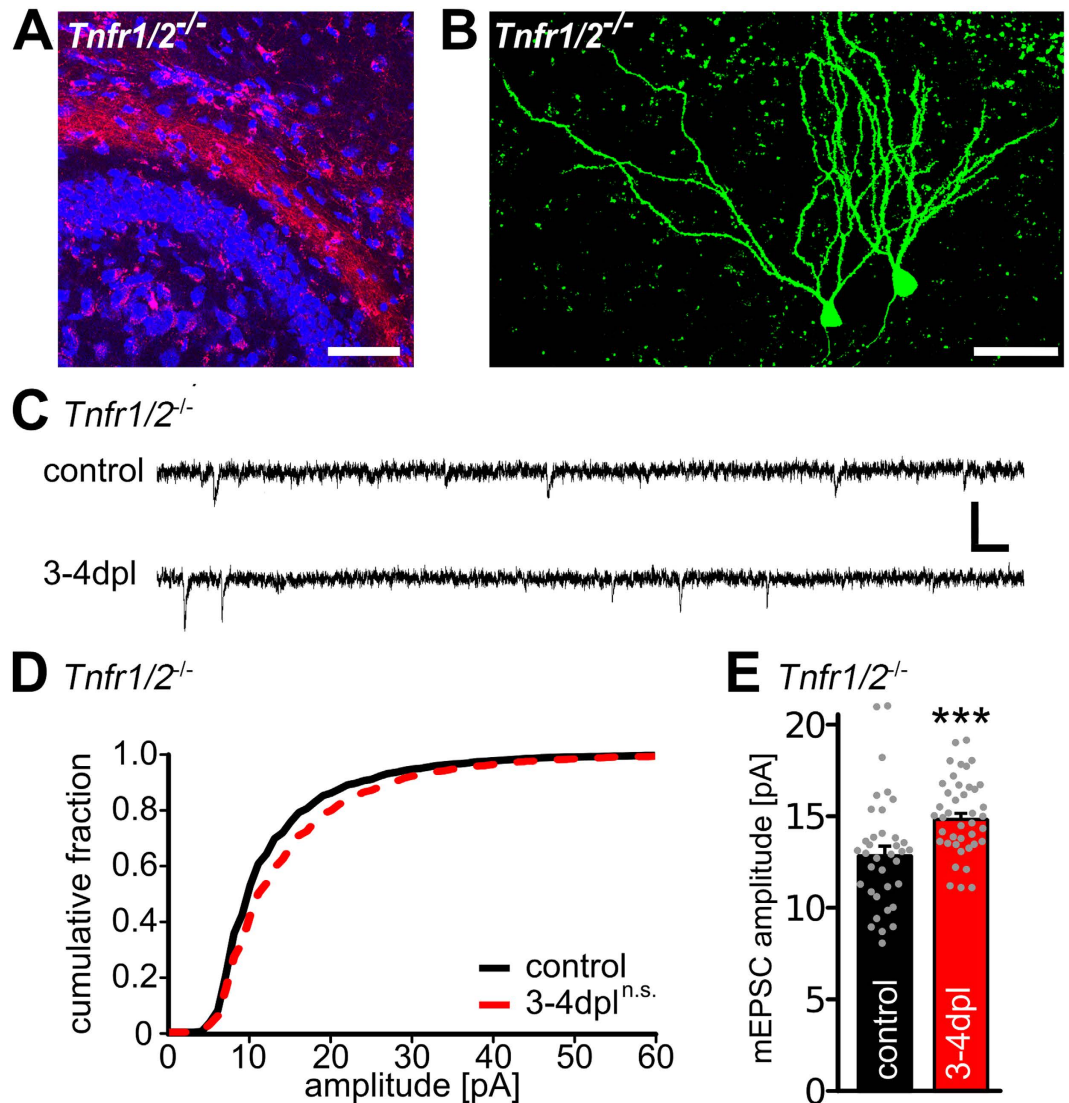 A Tnfr1/2-/-
B Tnfr1/2-/-
C Tnfr1/2-/-
control
3-4dpl
D Tnfr1/2-/-
cumulative fraction
1.0
0.8
0.6
0.4
0.2
0
control
3-4dpl n.s.
0 10 20 30 40 50 60
amplitude [pA]
E Tnfr1/2-/-
mEPSC amplitude [pA]
20
15
10
5
0
***
control
3-4dpl